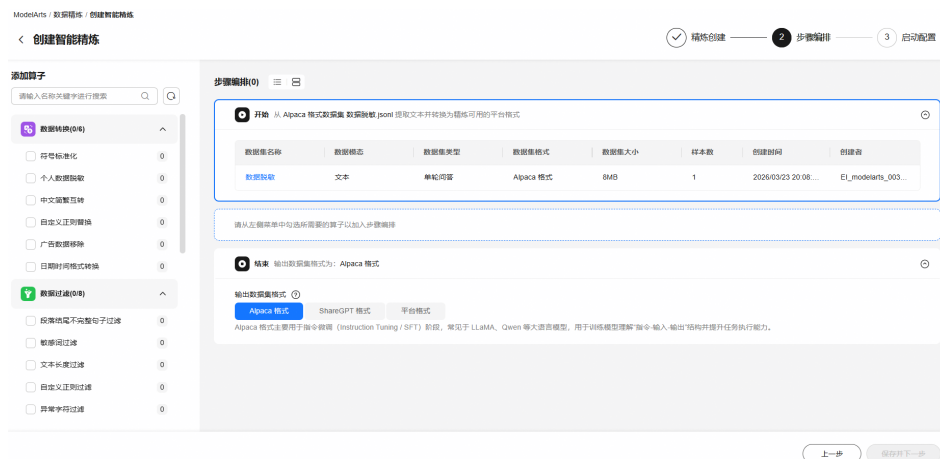 ModelArts / 数据精炼 / 创建智能精炼
创建智能精炼
精炼创建
2 步骤编排
3 启动配置
添加算子
请输入名称关键字进行搜索
数据转换(0/6)
符号标准化 0
个人数据脱敏 0
中文简繁互转 0
自定义正则替换 0
广告数据移除 0
日期时间格式转换 0
数据过滤(0/8)
段落结尾不完整句子过滤 0
敏感词过滤 0
文本长度过滤 0
自定义正则过滤 0
异常字符过滤 0
步骤编排(0)
开始 从 Alpaca 格式数据集 数据脱敏.jsonl 提取文本并转换为精炼可用的平台格式
数据集名称 数据模态 数据集类型 数据集格式 数据集大小 样本数 创建时间 创建者
数据脱敏 文本 单轮问答 Alpaca 格式 8MB 1 2026/03/23 20:08:... EI_modelarts_003...
请从左侧菜单中勾选所需要的算子以加入步骤编排
结束 输出数据集格式为：Alpaca 格式
输出数据集格式
Alpaca 格式 ShareGPT 格式 平台格式
Alpaca 格式主要用于指令微调（Instruction Tuning / SFT）阶段，常见于 LLaMA、Qwen 等大语言模型，用于训练模型理解"指令-输入-输出"结构并提升任务执行能力。
上一步
保存并下一步